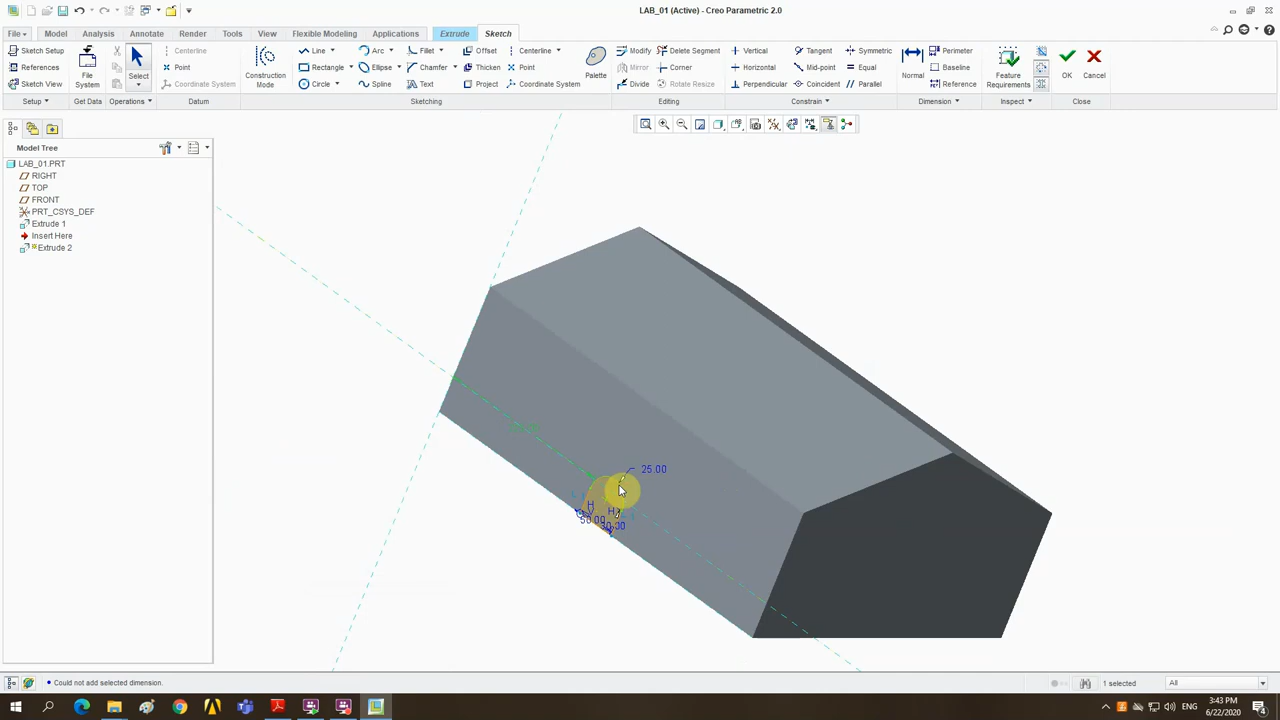 LAB_01 (Active) - Creo Parametric 2.0
File
Model
Analysis
Annotate
Render
Tools
View
Flexible Modeling
Applications
Extrude
Sketch
Sketch Setup
References
Sketch View
Setup
File System
Get Data
Select
Operations
Centerline
Point
Coordinate System
Datum
Construction Mode
Line
Rectangle
Circle
Arc
Ellipse
Spline
Fillet
Chamfer
Text
Offset
Thicken
Project
Centerline
Point
Coordinate System
Sketching
Palette
Modify
Mirror
Divide
Delete Segment
Corner
Rotate Resize
Editing
Vertical
Horizontal
Perpendicular
Tangent
Mid-point
Coincident
Symmetric
Equal
Parallel
Constrain
Normal
Perimeter
Baseline
Reference
Dimension
Feature Requirements
Inspect
OK
Cancel
Close
Model Tree
LAB_01.PRT
RIGHT
TOP
FRONT
PRT_CSYS_DEF
Extrude 1
Insert Here
Extrude 2
25.00
H
H
50.00
Could not add selected dimension.
1 selected
All
ENG
3:43 PM
6/22/2020